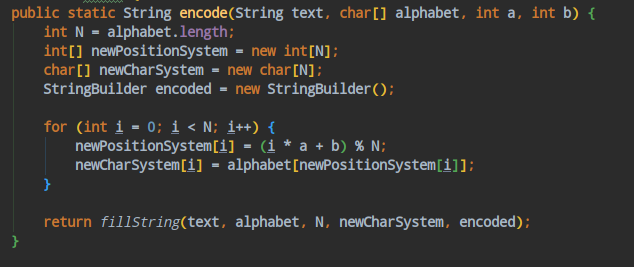 public static String encode(String text, char[] alphabet, int a, int b) {
    int N = alphabet.length;
    int[] newPositionSystem = new int[N];
    char[] newCharSystem = new char[N];
    StringBuilder encoded = new StringBuilder();

    for (int i = 0; i < N; i++) {
        newPositionSystem[i] = (i * a + b) % N;
        newCharSystem[i] = alphabet[newPositionSystem[i]];
    }

    return fillString(text, alphabet, N, newCharSystem, encoded);
}